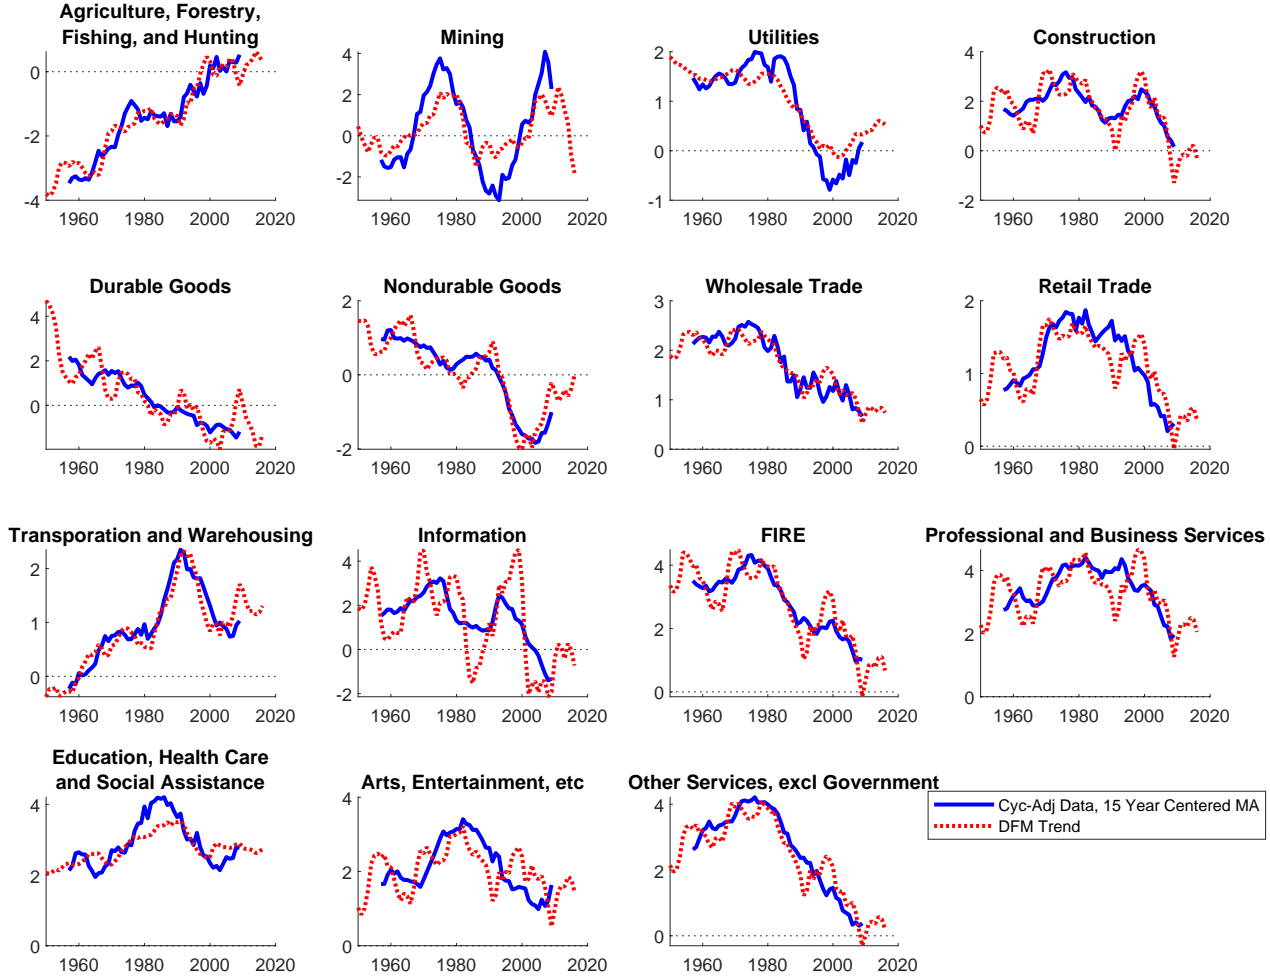 Agriculture, Forestry,
Fishing, and Hunting
0
-2
-4
1960 1980 2000 2020
Mining
4
2
0
-2
1960 1980 2000 2020
Utilities
2
1
0
-1
1960 1980 2000 2020
Construction
4
2
0
-2
1960 1980 2000 2020
Durable Goods
4
2
0
1960 1980 2000 2020
Nondurable Goods
2
0
-2
1960 1980 2000 2020
Wholesale Trade
3
2
1
0
1960 1980 2000 2020
Retail Trade
2
1
0
1960 1980 2000 2020
Transporation and Warehousing
2
1
0
1960 1980 2000 2020
Information
4
2
0
-2
1960 1980 2000 2020
FIRE
4
2
0
1960 1980 2000 2020
Professional and Business Services
4
2
0
1960 1980 2000 2020
Education, Health Care
and Social Assistance
4
2
0
1960 1980 2000 2020
Arts, Entertainment, etc
4
2
0
1960 1980 2000 2020
Other Services, excl Government
4
2
0
1960 1980 2000 2020
Cyc-Adj Data, 15 Year Centered MA
DFM Trend